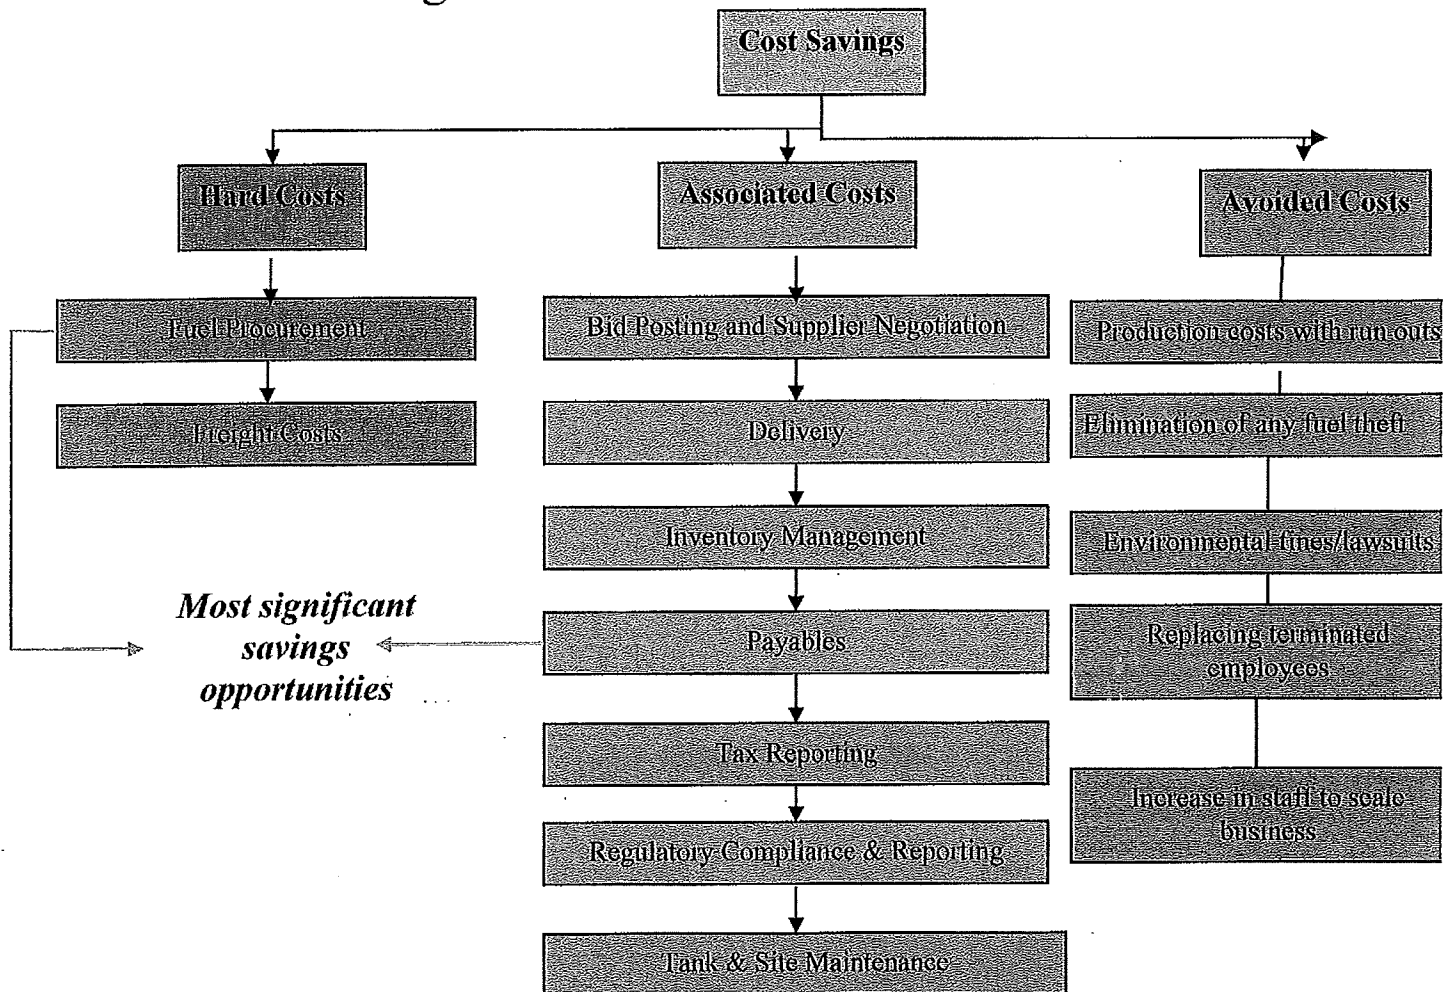 Cost Savings
Hard Costs
Associated Costs
Avoided Costs
Fuel Procurement
Freight Costs
Bid Posting and Supplier Negotiation
Delivery
Inventory Management
Payables
Tax Reporting
Regulatory Compliance & Reporting
Tank & Site Maintenance
Production costs with run outs
Elimination of any fuel theft
Environmental fines/lawsuits
Replacing terminated
employees
Increase in staff to scale
business
Most significant
savings
opportunities